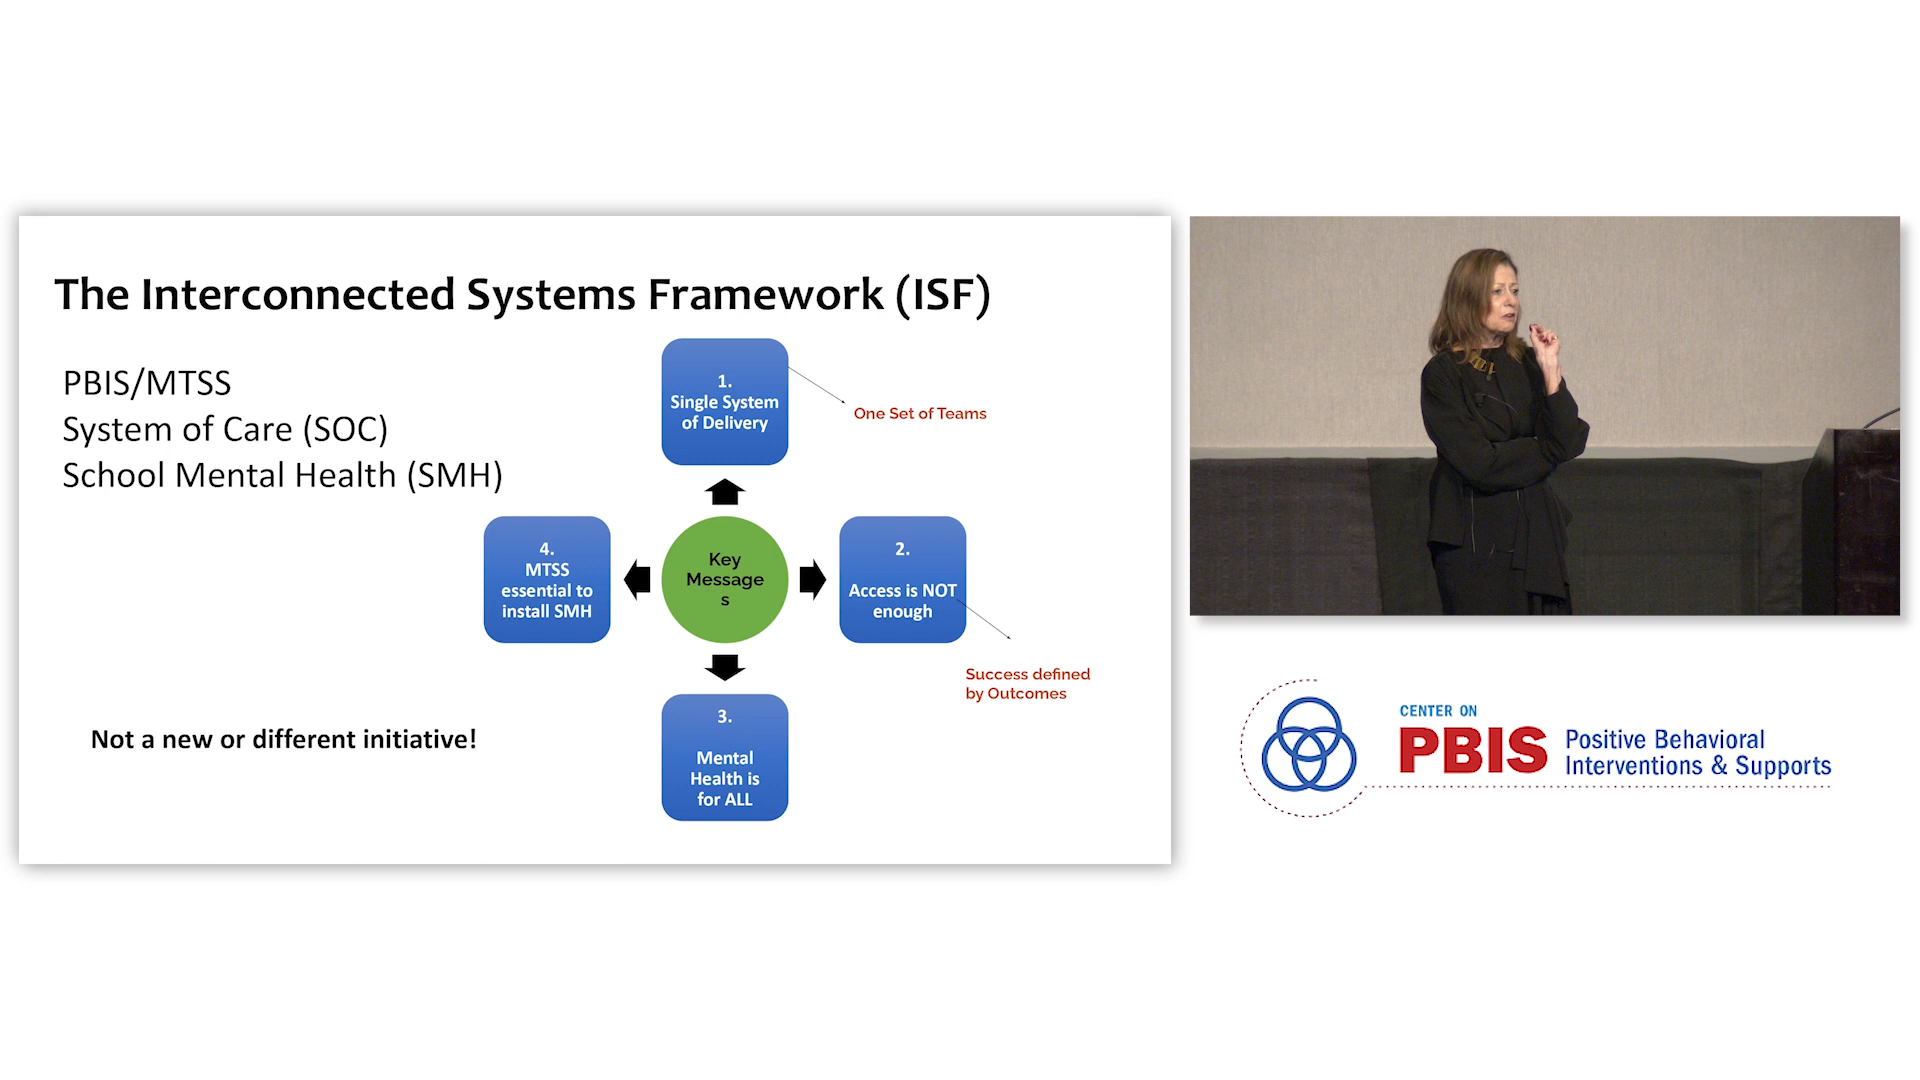 The Interconnected Systems Framework (ISF)
PBIS/MTSS
System of Care (SOC)
School Mental Health (SMH)
1.
Single System
of Delivery
One Set of Teams
4.
MTSS
essential to
install SMH
Key
Message
s
2.
Access is NOT
enough
Success defined
by Outcomes
3.
Mental
Health is
for ALL
Not a new or different initiative!
CENTER ON
PBIS
Positive Behavioral
Interventions & Supports